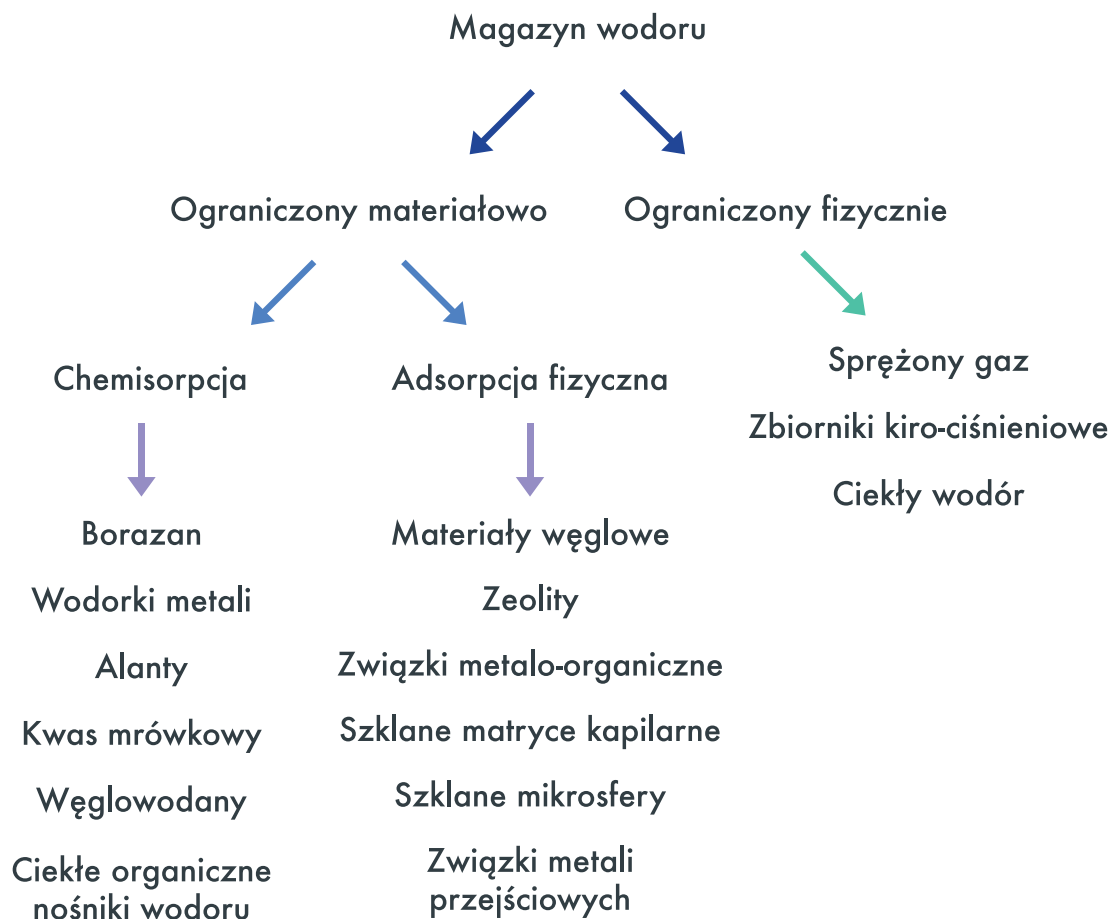 Magazyn wodoru
Ograniczony materiałowo
Ograniczony fizycznie
Chemisorpcja
Adsorpcja fizyczna
Sprężony gaz
Zbiorniki kiro-ciśnieniowe
Ciekły wodór
Borazan
Wodorki metali
Alanty
Kwas mrówkowy
Węglowodany
Ciekłe organiczne
nośniki wodoru
Materiały węglowe
Zeolity
Związki metalo-organiczne
Szklane matryce kapilarne
Szklane mikrosfery
Związki metali
przejściowych